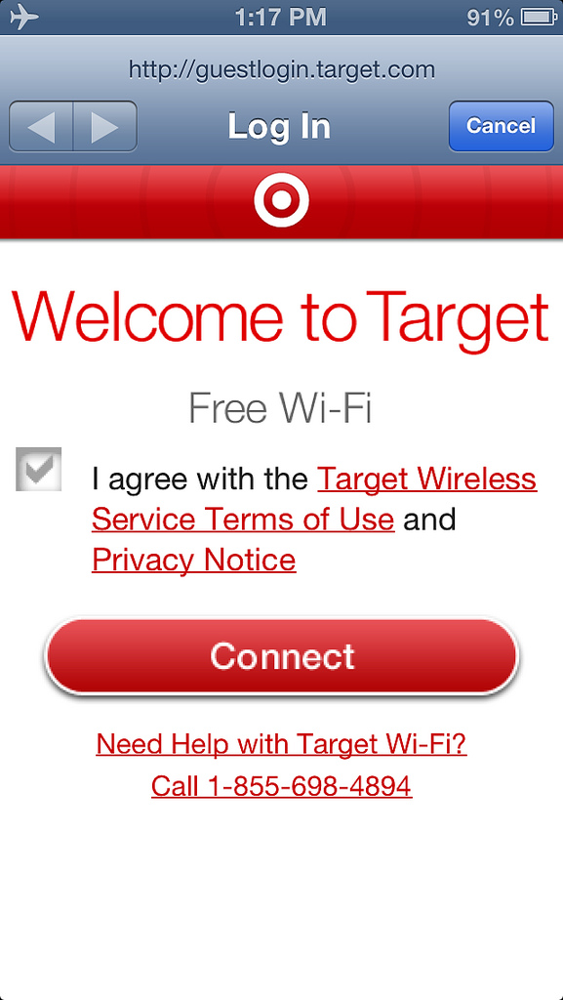 1:17 PM 91%
http://guestlogin.target.com
Log In Cancel
Welcome to Target
Free Wi-Fi
I agree with the Target Wireless
Service Terms of Use and
Privacy Notice
Connect
Need Help with Target Wi-Fi?
Call 1-855-698-4894